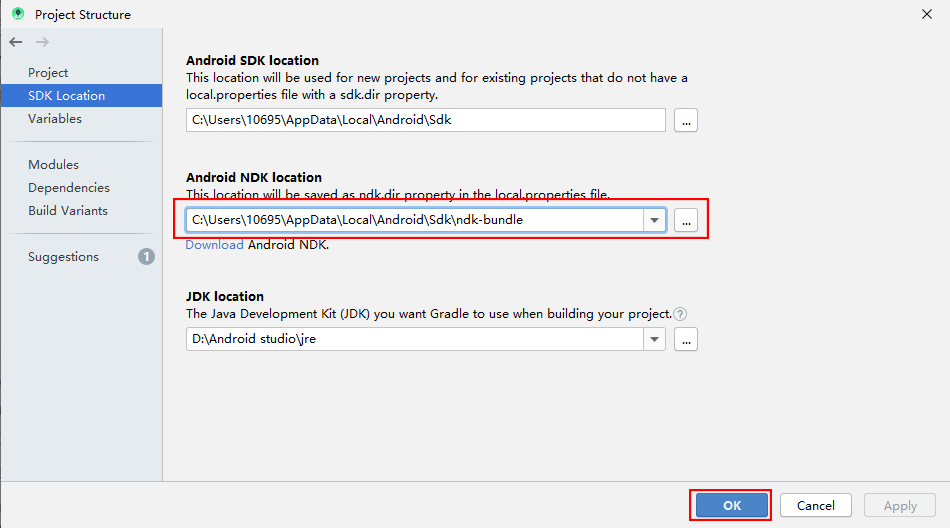 Project Structure
Project
SDK Location
Variables
Modules
Dependencies
Build Variants
Suggestions
1
Android SDK location
This location will be used for new projects and for existing projects that do not have a
local.properties file with a sdk.dir property.
C:\Users\10695\AppData\Local\Android\Sdk
...
Android NDK location
This location will be saved as ndk.dir property in the local.properties file.
C:\Users\10695\AppData\Local\Android\Sdk\ndk-bundle
...
Download Android NDK.
JDK location
The Java Development Kit (JDK) you want Gradle to use when building your project.
?
D:\Android studio\jre
...
OK
Cancel
Apply